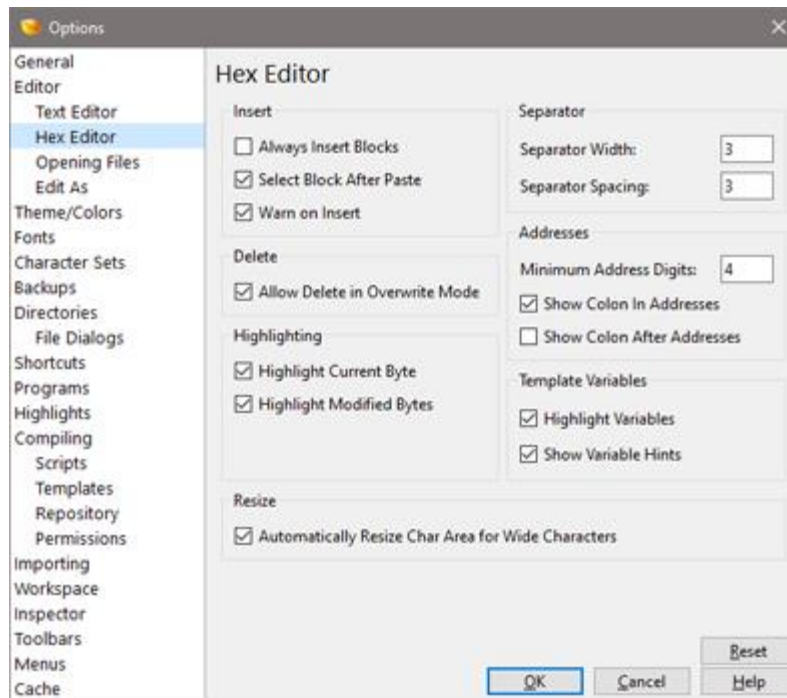 Options
General
Editor
Text Editor
Hex Editor
Opening Files
Edit As
Theme/Colors
Fonts
Character Sets
Backups
Directories
File Dialogs
Shortcuts
Programs
Highlights
Compiling
Scripts
Templates
Repository
Permissions
Importing
Workspace
Inspector
Toolbars
Menus
Cache
Hex Editor
Insert
Always Insert Blocks
Select Block After Paste
Warn on Insert
Delete
Allow Delete in Overwrite Mode
Highlighting
Highlight Current Byte
Highlight Modified Bytes
Separator
Separator Width: 3
Separator Spacing: 3
Addresses
Minimum Address Digits: 4
Show Colon In Addresses
Show Colon After Addresses
Template Variables
Highlight Variables
Show Variable Hints
Resize
Automatically Resize Char Area for Wide Characters
Reset
OK Cancel Help